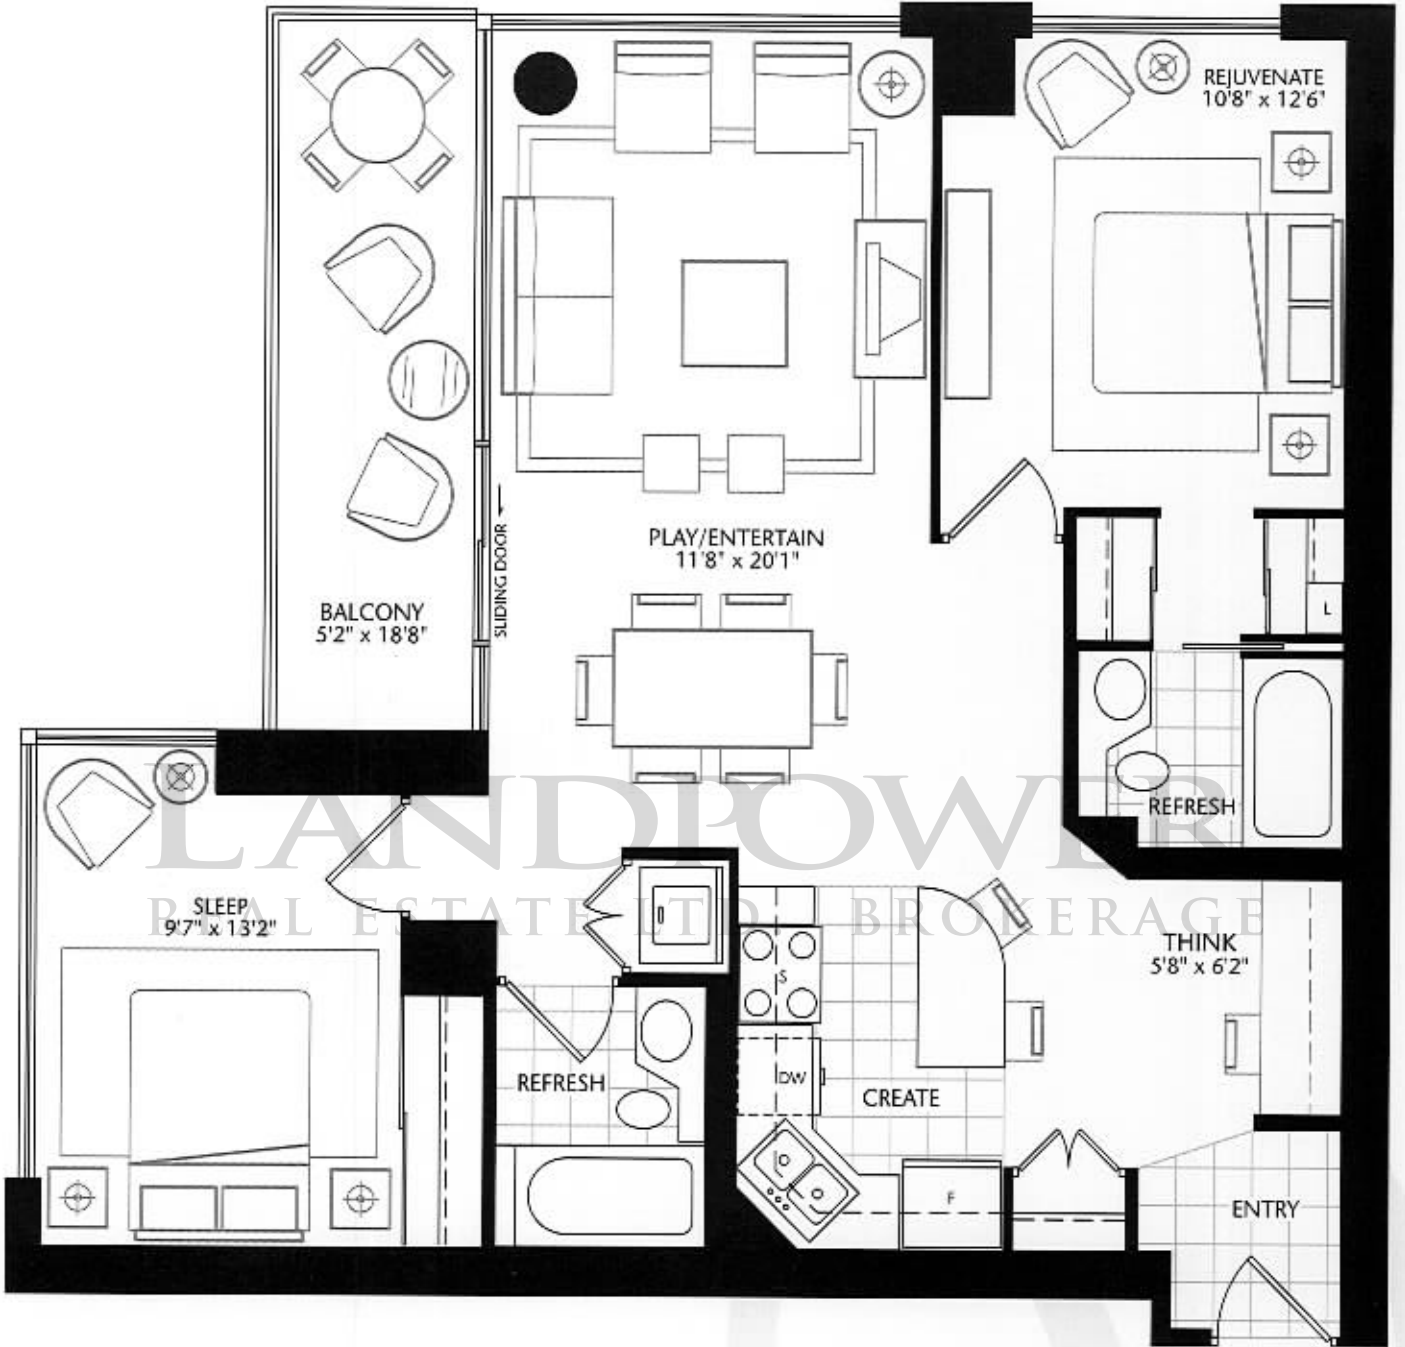 REJUVENATE
10'8" x 12'6"
PLAY/ENTERTAIN
11'8" x 20'1"
SLIDING DOOR
BALCONY
5'2" x 18'8"
L
REFRESH
LANDPOWER
REAL ESTATE LTD. BROKERAGE
SLEEP
9'7" x 13'2"
THINK
5'8" x 6'2"
S
DW
REFRESH
CREATE
F
ENTRY